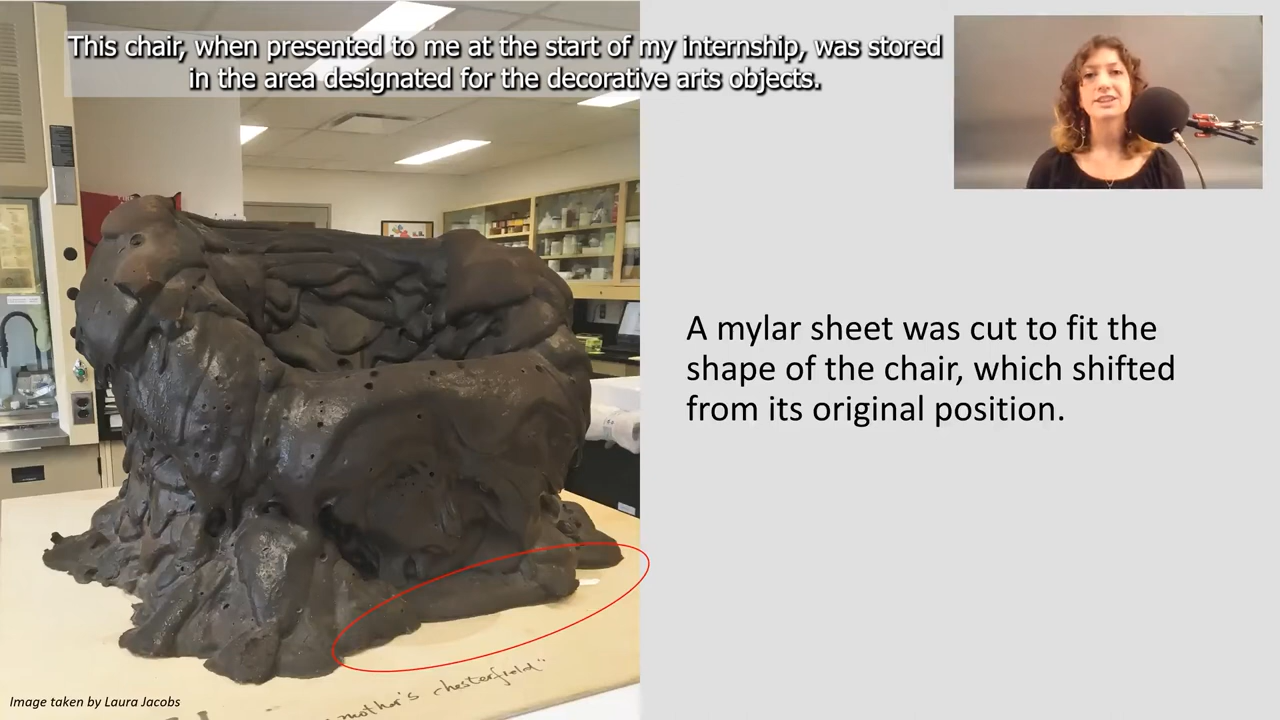 This chair, when presented to me at the start of my internship, was stored
in the area designated for the decorative arts objects.
A mylar sheet was cut to fit the
shape of the chair, which shifted
from its original position.
mother's chesterfield"
Image taken by Laura Jacobs